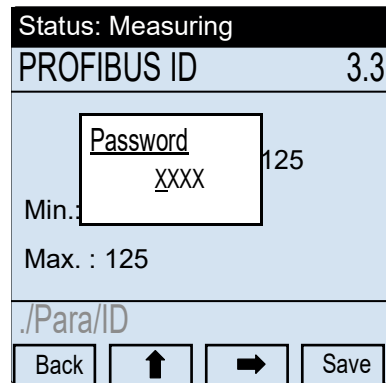 Status: Measuring
PROFIBUS ID 3.3
Password
125
XXXX
Min.:
Max. : 125
./Para/ID
Back Save